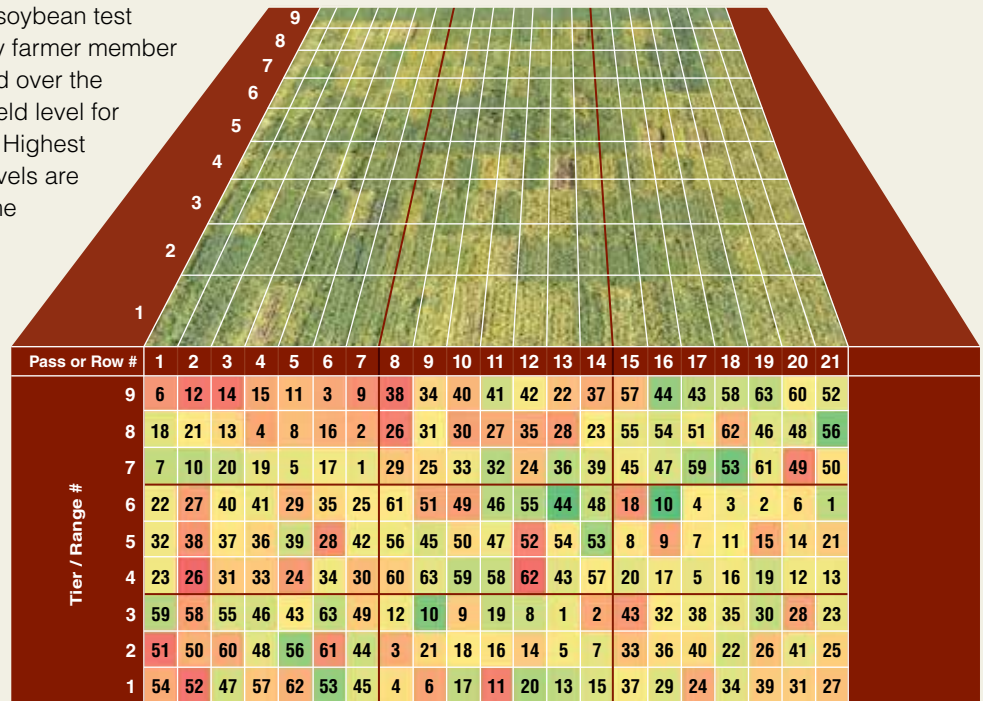 soybean test
y farmer member
d over the
eld level for
Highest
vels are
ne
9
8
7
6
5
4
3
2
1
Pass or Row # 1 2 3 4 5 6 7 8 9 10 11 12 13 14 15 16 17 18 19 20 21
Tier / Range #
9 6 12 14 15 11 3 9 38 34 40 41 42 22 37 57 44 43 58 63 60 52
8 18 21 13 4 8 16 2 26 31 30 27 35 28 23 55 54 51 62 46 48 56
7 7 10 20 19 5 17 1 29 25 33 32 24 36 39 45 47 59 53 61 49 50
6 22 27 40 41 29 35 25 61 51 49 46 55 44 48 18 10 4 3 2 6 1
5 32 38 37 36 39 28 42 56 45 50 47 52 54 53 8 9 7 11 15 14 21
4 23 26 31 33 24 34 30 60 63 59 58 62 43 57 20 17 5 16 19 12 13
3 59 58 55 46 43 63 49 12 10 9 19 8 1 2 43 32 38 35 30 28 23
2 51 50 60 48 56 61 44 3 21 18 16 14 5 7 33 36 40 22 26 41 25
1 54 52 47 57 62 53 45 4 6 17 11 20 13 15 37 29 24 34 39 31 27